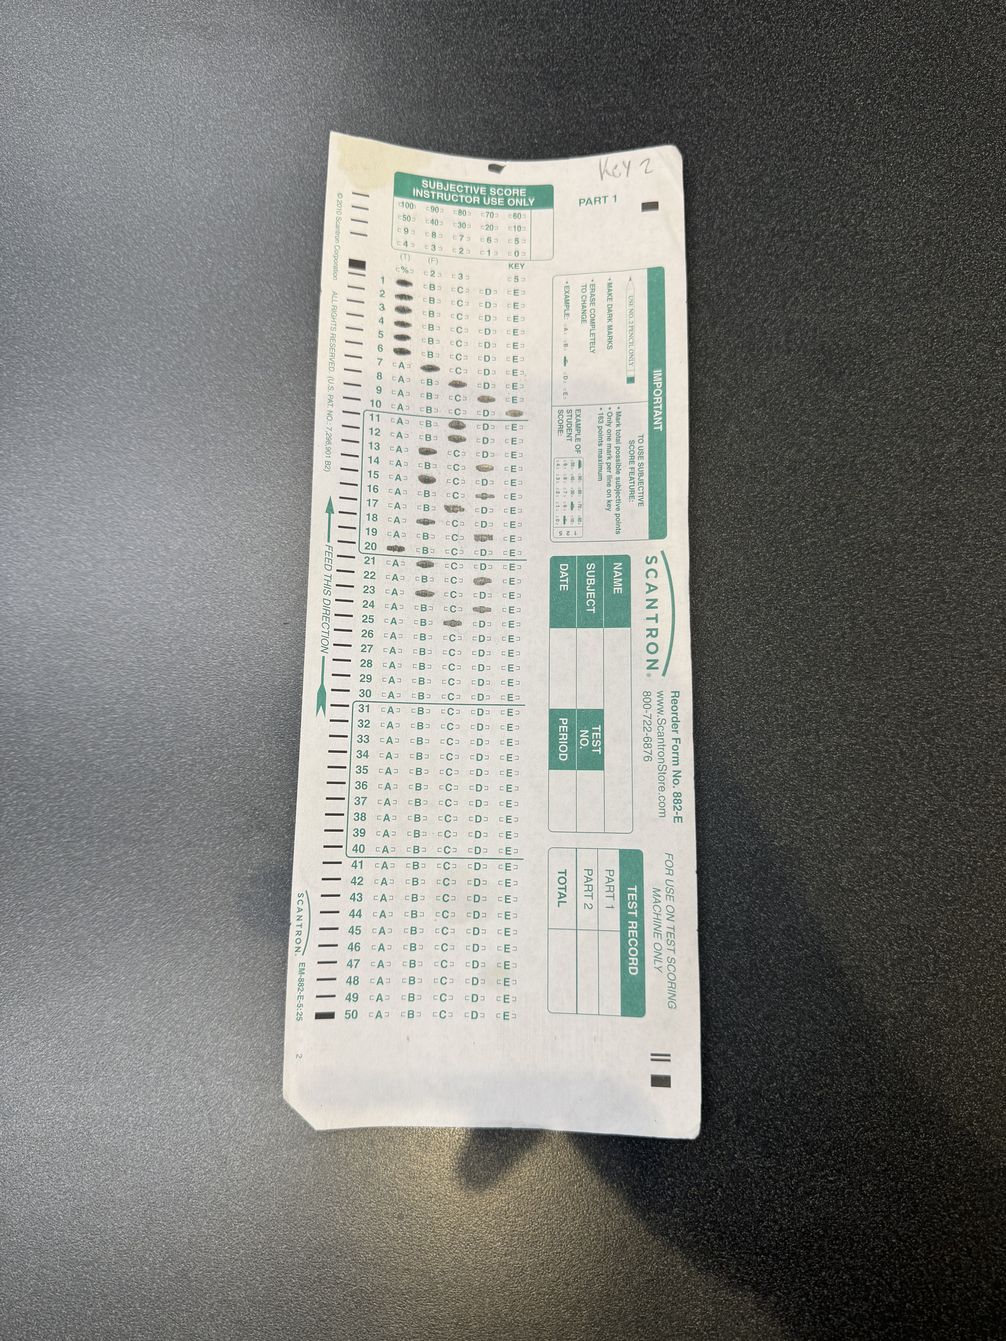 Key 2
PART 1
SUBJECTIVE SCORE
INSTRUCTOR USE ONLY
100 90 80 70 60
50 40 30 20 10
9 8 7 6 5
4 3 2 1 0
(T) (F) KEY
% 2 3 5
1 B C D E
2 B C D E
3 B C D E
4 B C D E
5 B C D E
6 B C D E
7 A C D E
8 A B D E
9 A B C E
10 A B C D
11 A B D E
12 A B D E
13 A C D E
14 A B C E
15 A C D E
16 A B C E
17 A B D E
18 A C D E
19 A B C E
20 B C D E
21 A C D E
22 A B C E
23 A C D E
24 A B C E
25 A B D E
26 A B C D E
27 A B C D E
28 A B C D E
29 A B C D E
30 A B C D E
31 A B C D E
32 A B C D E
33 A B C D E
34 A B C D E
35 A B C D E
36 A B C D E
37 A B C D E
38 A B C D E
39 A B C D E
40 A B C D E
41 A B C D E
42 A B C D E
43 A B C D E
44 A B C D E
45 A B C D E
46 A B C D E
47 A B C D E
48 A B C D E
49 A B C D E
50 A B C D E
© 2010 Scantron Corporation ALL RIGHTS RESERVED. (U.S. PAT. NO.: 7,298,901 B2)
FEED THIS DIRECTION
SCANTRON. EM-882-E-5:25 2
IMPORTANT
USE NO. 2 PENCIL ONLY
• MAKE DARK MARKS
• ERASE COMPLETELY
TO CHANGE
• EXAMPLE: A B D E
TO USE SUBJECTIVE
SCORE FEATURE:
• Mark total possible subjective points
• Only one mark per line on key
• 163 points maximum
EXAMPLE OF
STUDENT
SCORE:
SCANTRON®
Reorder Form No. 882-E
www.ScantronStore.com
800-722-6876
NAME
SUBJECT
DATE
TEST
NO.
PERIOD
FOR USE ON TEST SCORING
MACHINE ONLY
TEST RECORD
PART 1
PART 2
TOTAL